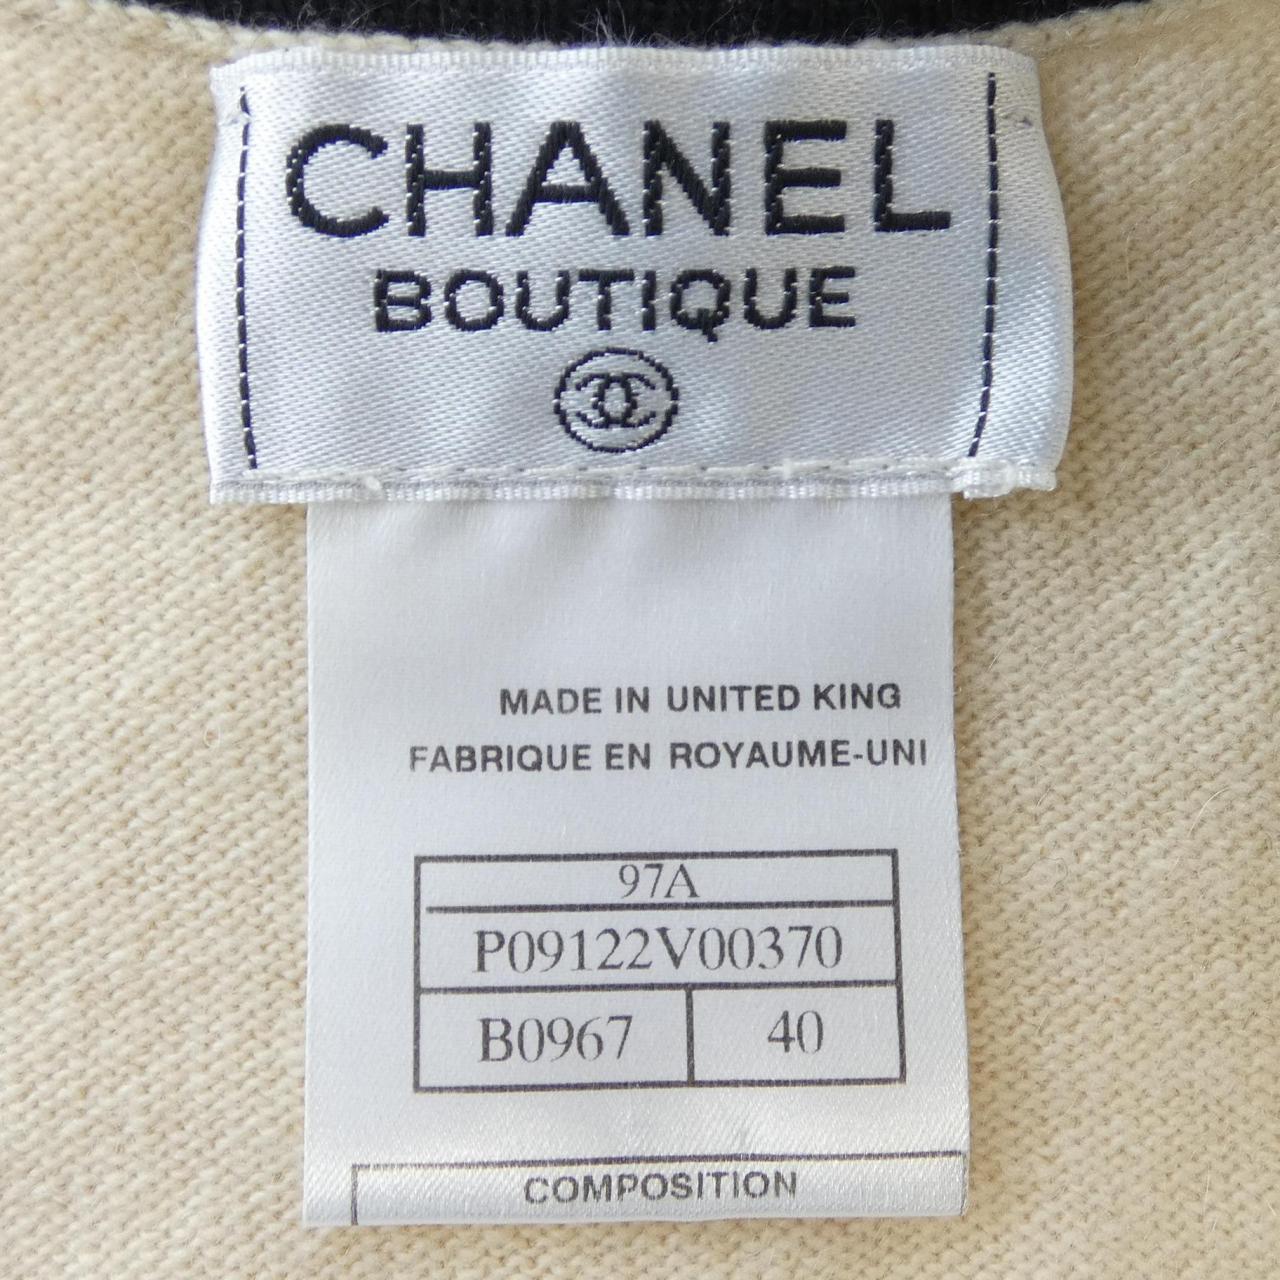 CHANEL
BOUTIQUE
MADE IN UNITED KING
FABRIQUE EN ROYAUME-UNI
97A
P09122V00370
B0967 40
COMPOSITION